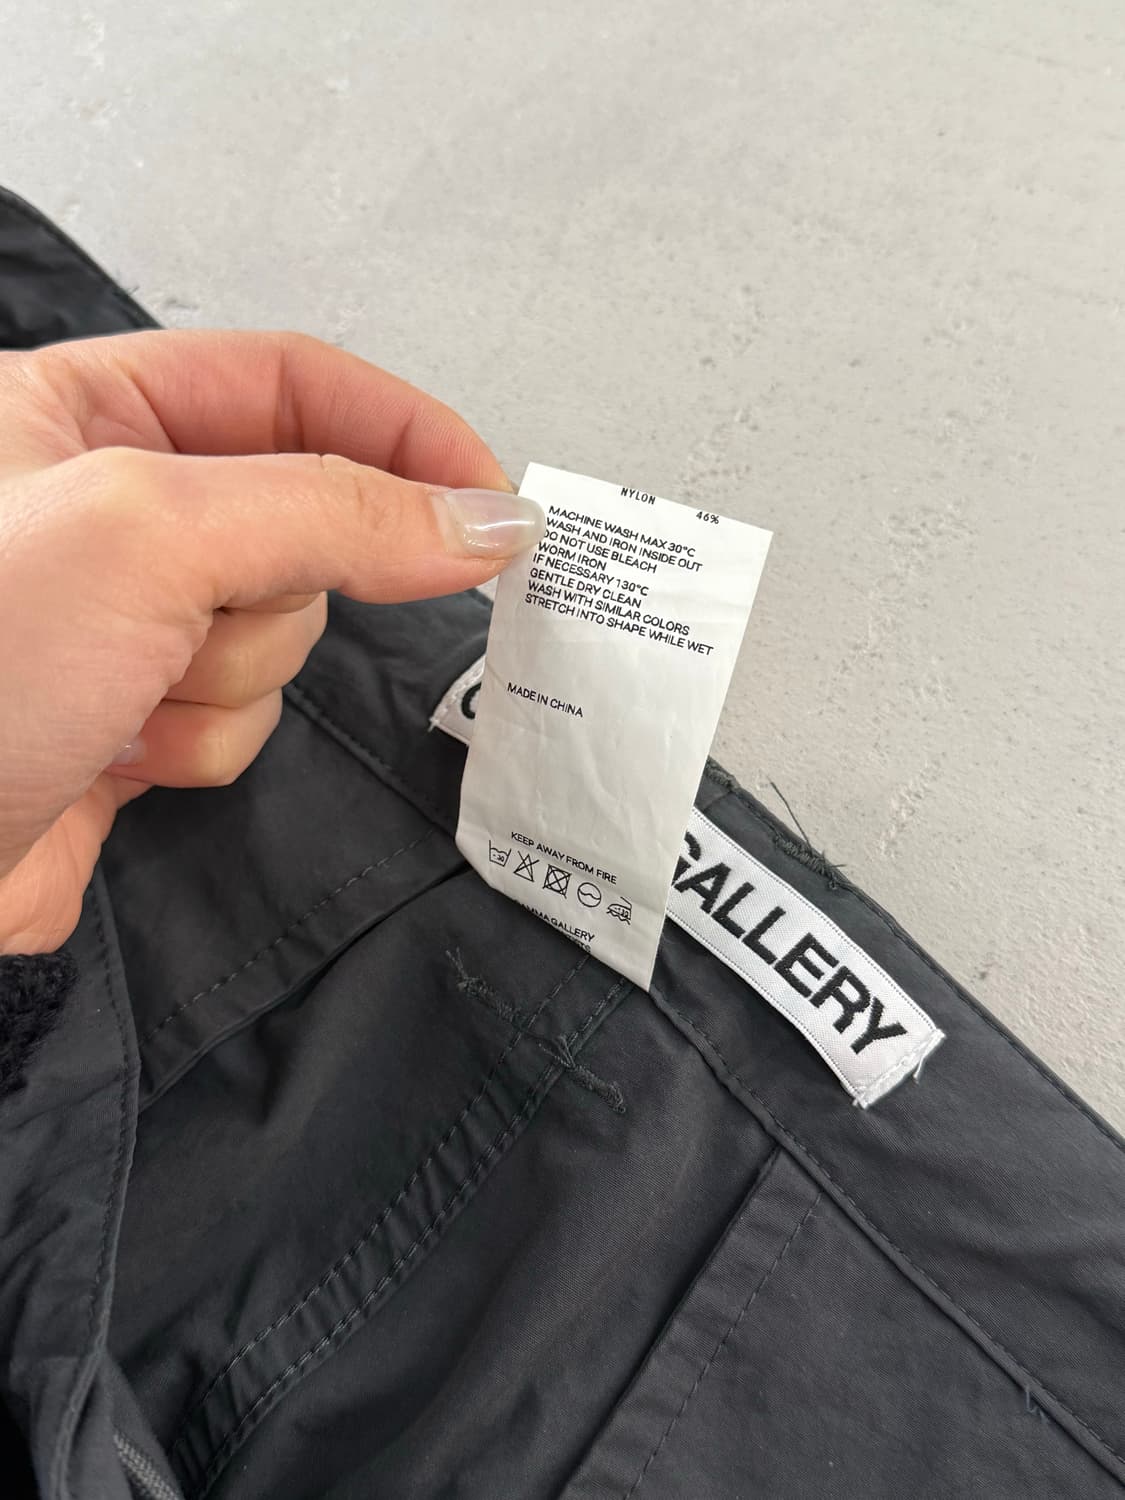 NYLON 46%
MACHINE WASH MAX 30°C
WASH AND IRON INSIDE OUT
DO NOT USE BLEACH
WORM IRON
IF NECESSARY 130°C
GENTLE DRY CLEAN
WASH WITH SIMILAR COLORS
STRETCH INTO SHAPE WHILE WET
MADE IN CHINA
KEEP AWAY FROM FIRE
30
GALLERY